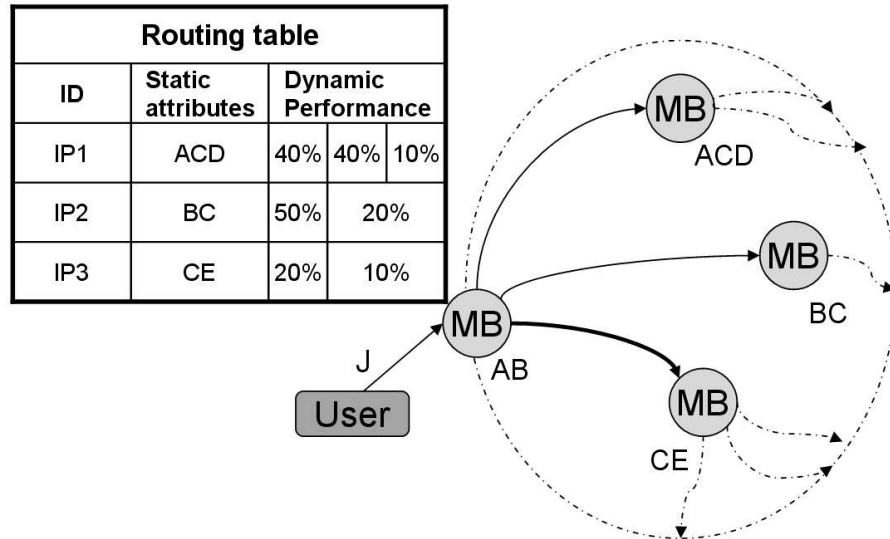 Routing table
ID Static attributes Dynamic Performance
IP1 ACD 40% 40% 10%
IP2 BC 50% 20%
IP3 CE 20% 10%
MB
ACD
MB
BC
MB
AB
MB
CE
J
User